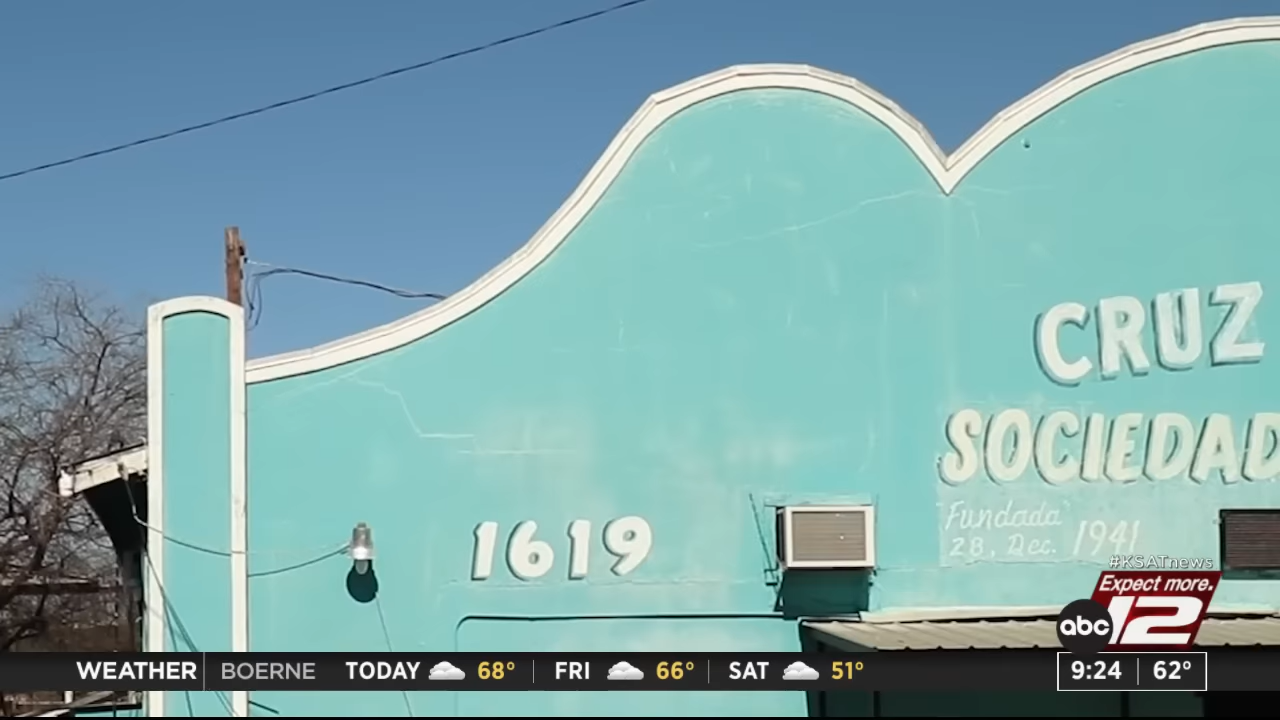 CRUZ
SOCIEDAD
1619
"Fundada"
28, Dec. 1941
#KSATnews
Expect more.
abc 12
WEATHER BOERNE TODAY 68° FRI 66° SAT 51°
9:24 62°